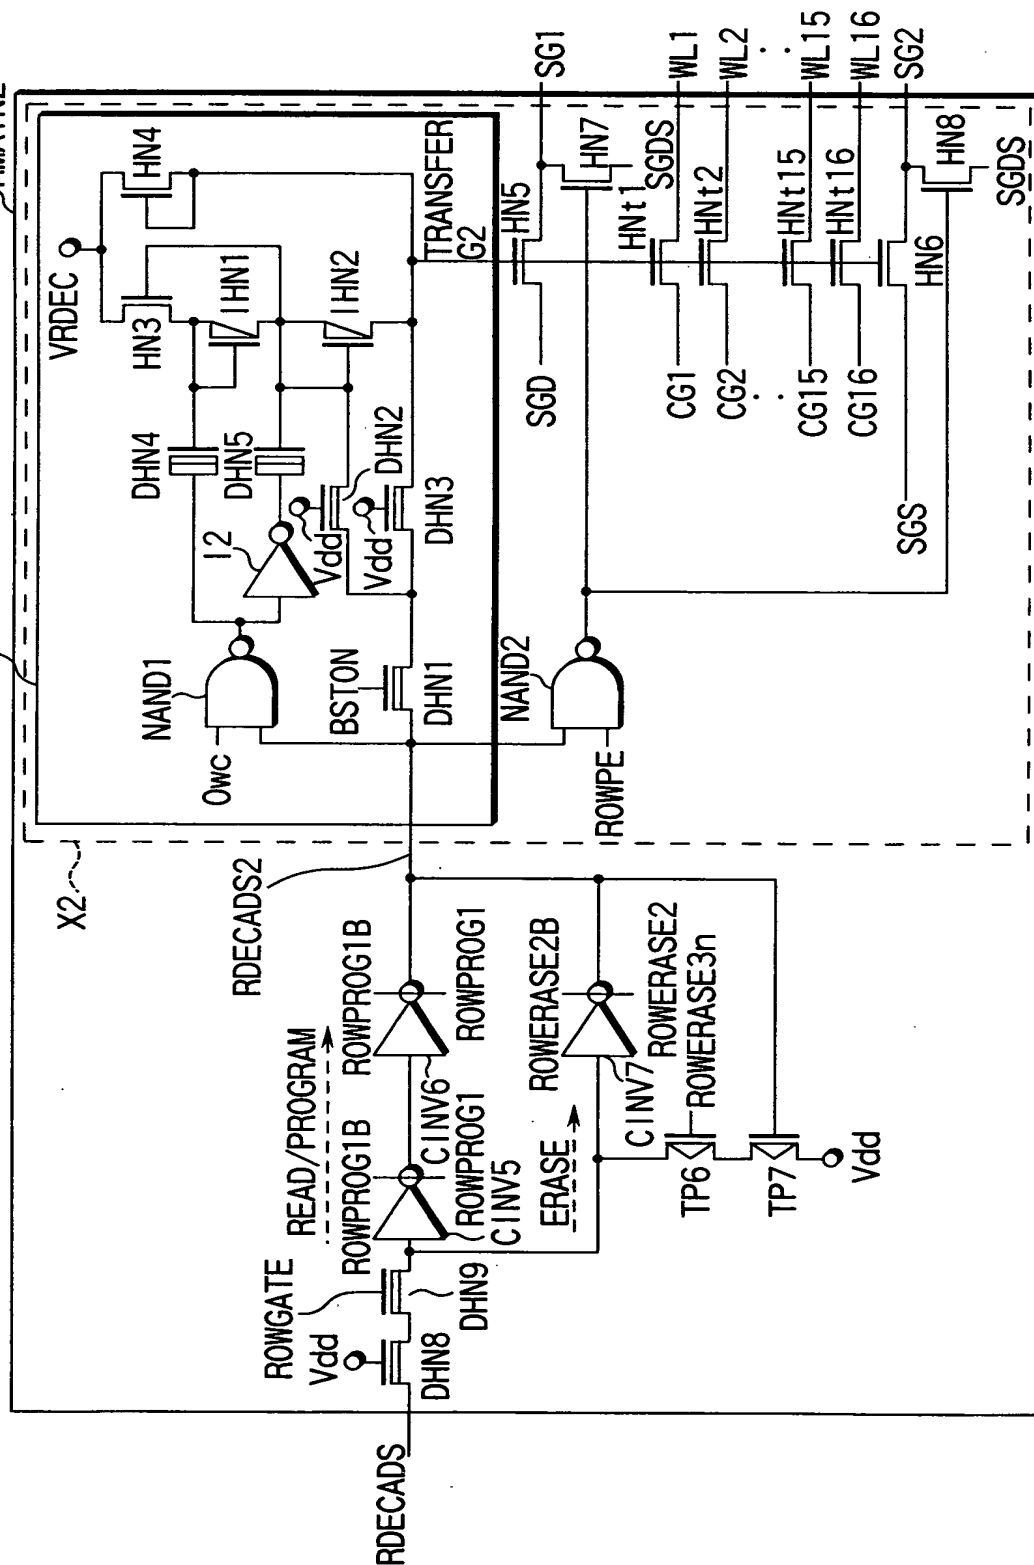 RDECADS
Vdd
ROWGATE
DHN8
DHN9
READ/PROGRAM
ROWPROG1B
ROWPROG1
CINV5
ROWPROG1B
CINV6
ROWPROG1
ERASE
ROWERASE2B
CINV7
ROWERASE2
ROWERASE3n
TP6
TP7
Vdd
RDECADS2
X2
NAND1
Owc
I2
DHN4
DHN5
BSTON
DHN1
Vdd
Vdd
DHN2
DHN3
VRDEC
HN3
HN4
IHN1
IHN2
TRANSFER
G2
NAND2
ROWPE
SGD
HN5
SG1
HN7
SGDS
CG1
HNt1
WL1
CG2
HNt2
WL2
CG15
HNt15
WL15
CG16
HNt16
WL16
SGS
HN6
SG2
HN8
SGDS